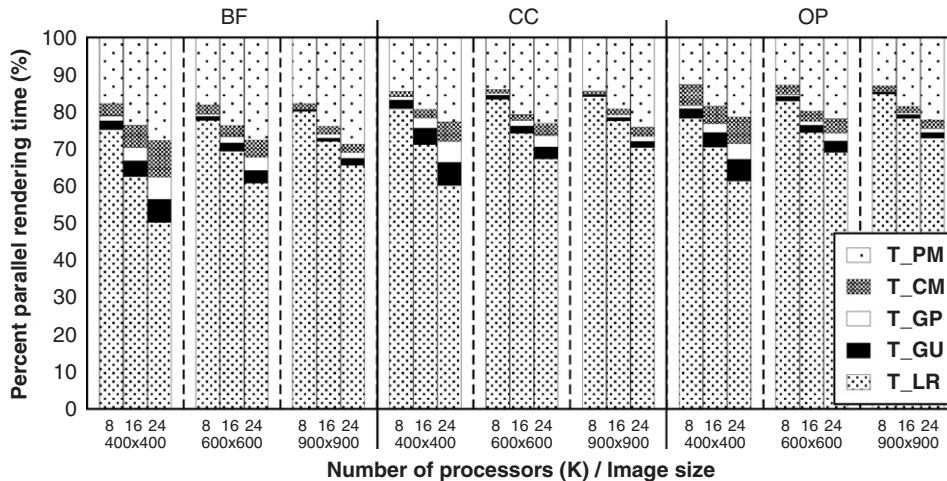 BF CC OP
Percent parallel rendering time (%)
100
90
80
70
60
50
40
30
20
10
0
T_PM
T_CM
T_GP
T_GU
T_LR
8 16 24 8 16 24 8 16 24 8 16 24 8 16 24 8 16 24 8 16 24 8 16 24 8 16 24
400x400 600x600 900x900 400x400 600x600 900x900 400x400 600x600 900x900
Number of processors (K) / Image size